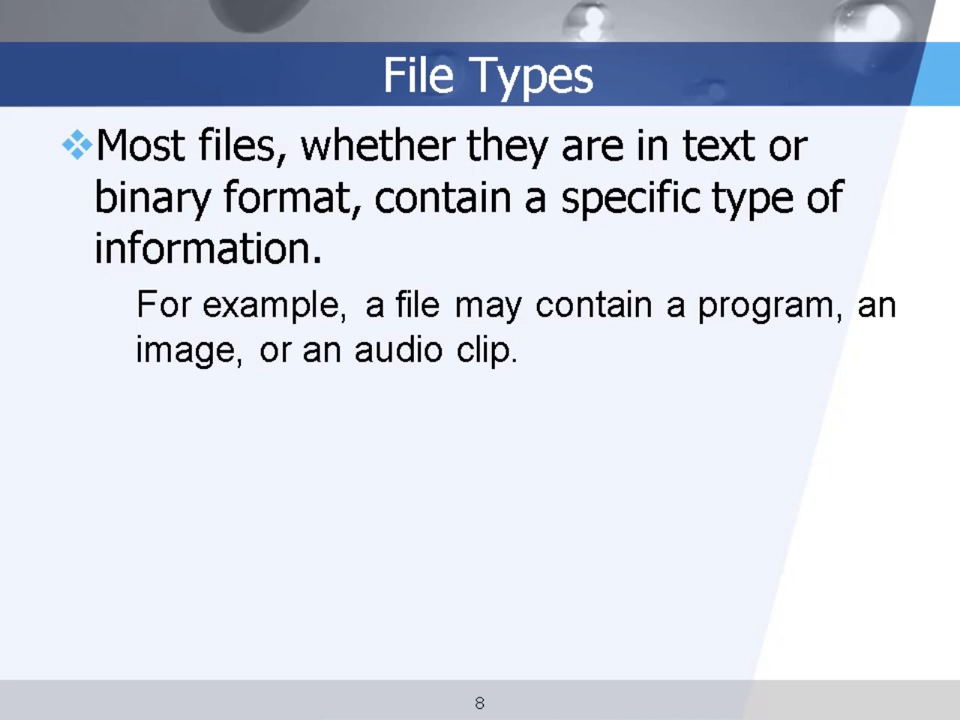 File Types
Most files, whether they are in text or
binary format, contain a specific type of
information.
For example, a file may contain a program, an
image, or an audio clip.
8